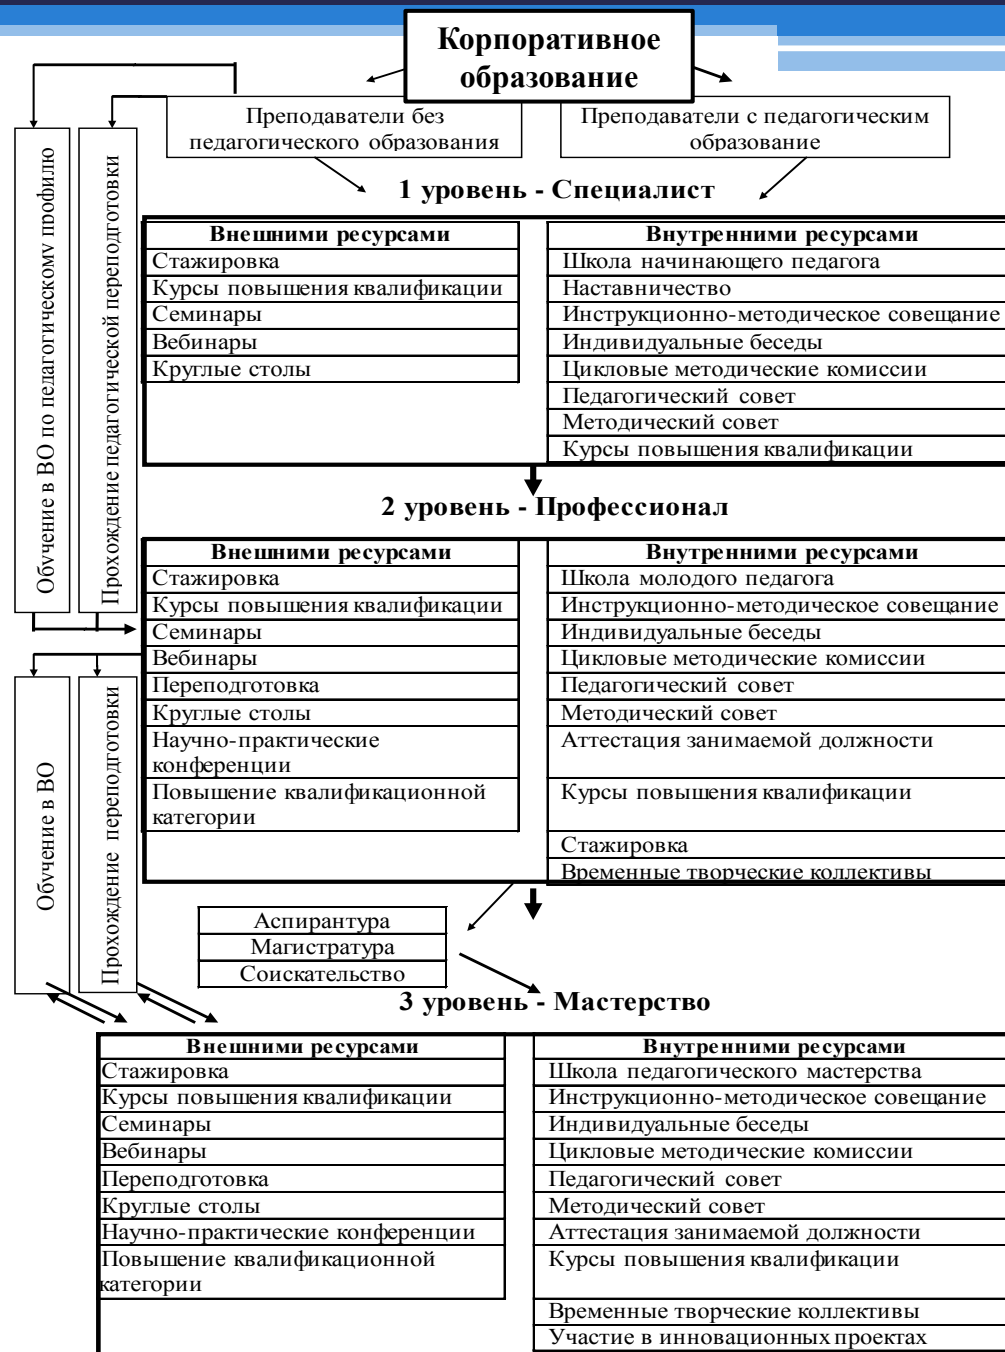 Корпоративное
образование
Преподаватели без
педагогического образования
Преподаватели с педагогическим
образование
Обучение в ВО по педагогическому профилю
Прохождение педагогической переподготовки
1 уровень - Специалист
Внешними ресурсами
Стажировка
Курсы повышения квалификации
Семинары
Вебинары
Круглые столы
Внутренними ресурсами
Школа начинающего педагога
Наставничество
Инструкционно-методическое совещание
Индивидуальные беседы
Цикловые методические комиссии
Педагогический совет
Методический совет
Курсы повышения квалификации
2 уровень - Профессионал
Внешними ресурсами
Стажировка
Курсы повышения квалификации
Семинары
Вебинары
Переподготовка
Круглые столы
Научно-практические
конференции
Повышение квалификационной
категории
Внутренними ресурсами
Школа молодого педагога
Инструкционно-методическое совещание
Индивидуальные беседы
Цикловые методические комиссии
Педагогический совет
Методический совет
Аттестация занимаемой должности
Курсы повышения квалификации
Стажировка
Временные творческие коллективы
Обучение в ВО
Прохождение переподготовки
Аспирантура
Магистратура
Соискательство
3 уровень - Мастерство
Внешними ресурсами
Стажировка
Курсы повышения квалификации
Семинары
Вебинары
Переподготовка
Круглые столы
Научно-практические конференции
Повышение квалификационной
категории
Внутренними ресурсами
Школа педагогического мастерства
Инструкционно-методическое совещание
Индивидуальные беседы
Цикловые методические комиссии
Педагогический совет
Методический совет
Аттестация занимаемой должности
Курсы повышения квалификации
Временные творческие коллективы
Участие в инновационных проектах